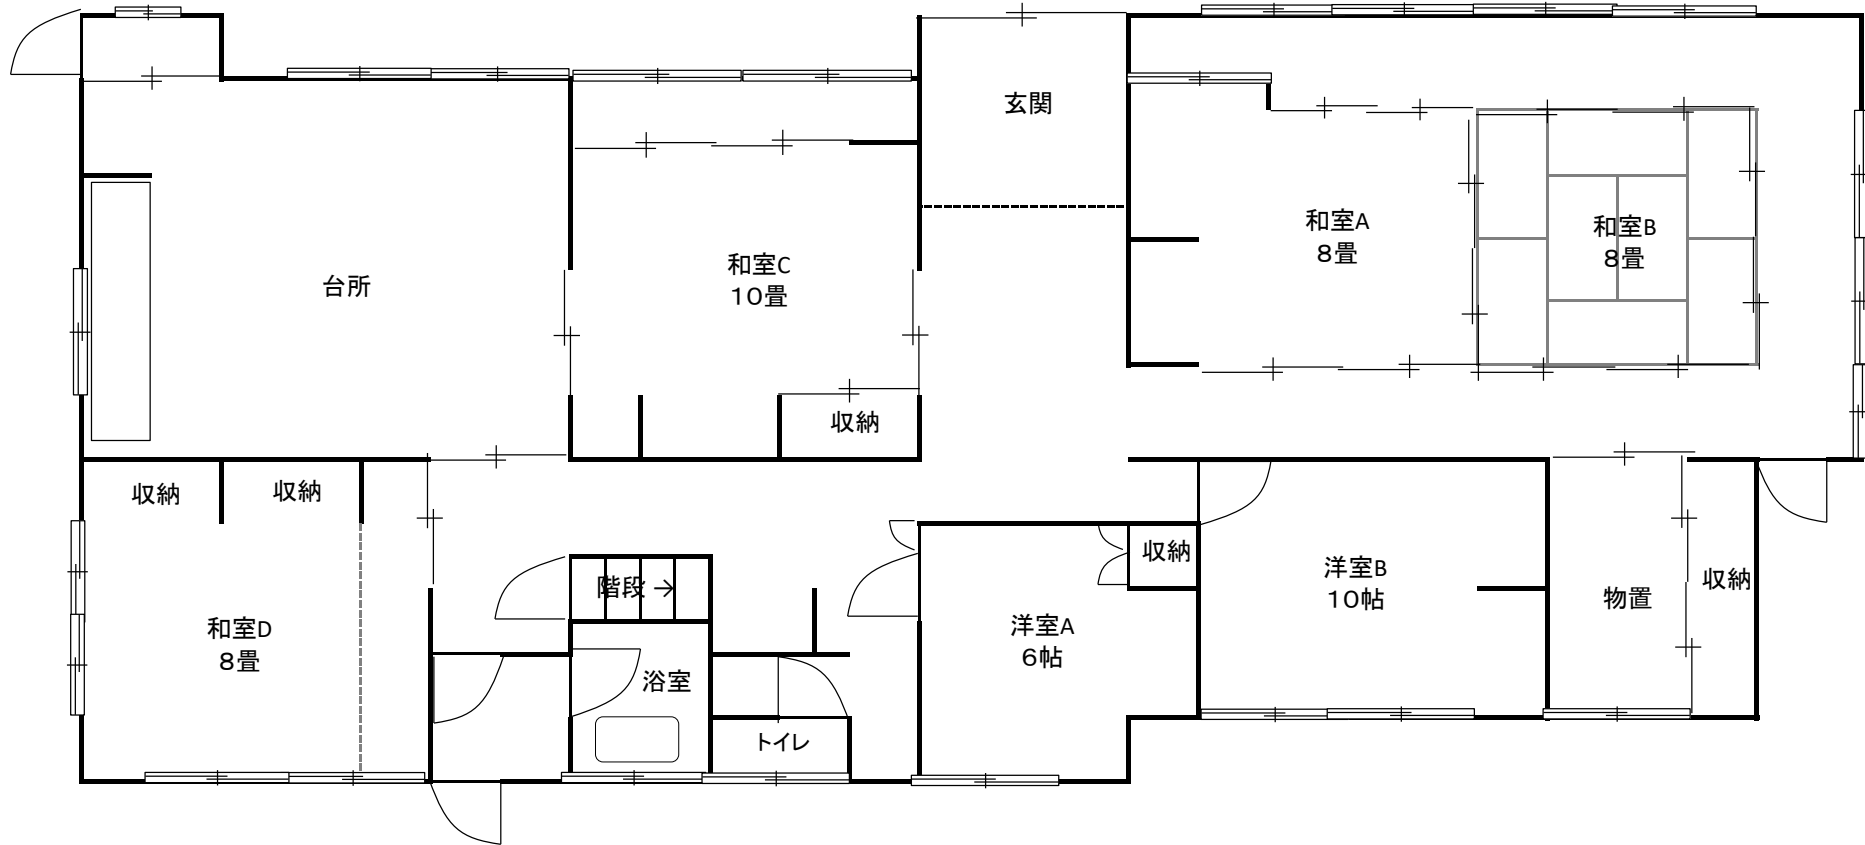 玄関
和室A
８畳
和室B
８畳
和室C
１０畳
台所
収納
収納
収納
収納
階段→
洋室B
１０帖
物置
収納
和室D
８畳
洋室A
６帖
浴室
トイレ